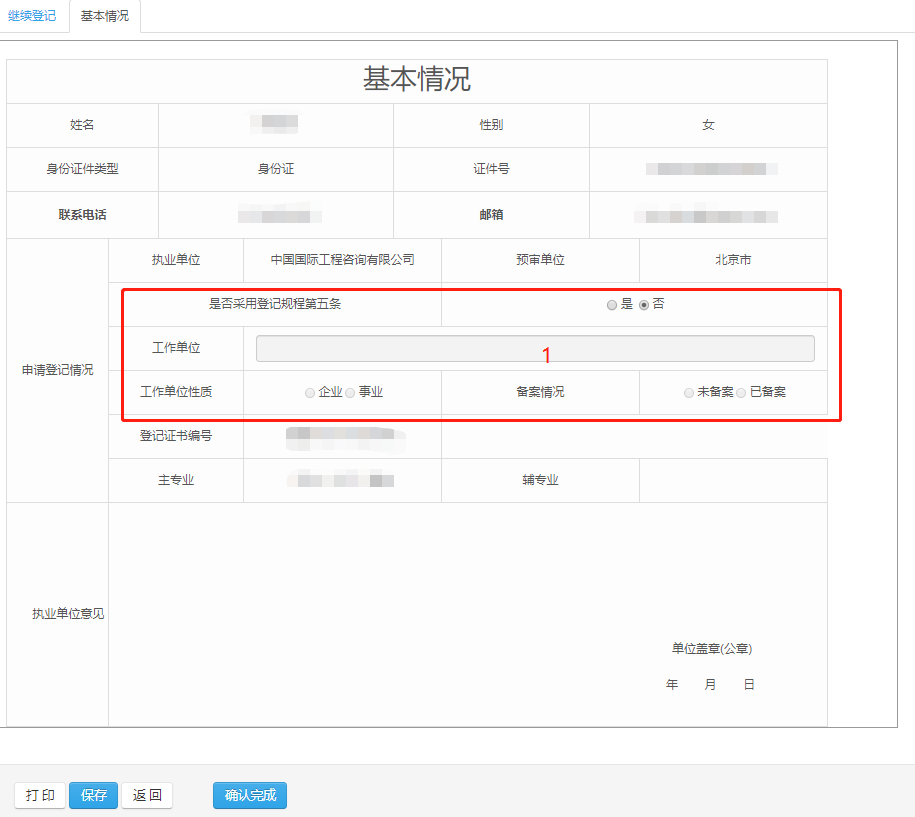 继续登记 基本情况
基本情况
姓名 性别 女
身份证件类型 身份证 证件号
联系电话 邮箱
执业单位 中国国际工程咨询有限公司 预审单位 北京市
是否采用登记规程第五条 是 否
工作单位 1
申请登记情况
工作单位性质 企业 事业 备案情况 未备案 已备案
登记证书编号
主专业 辅专业
执业单位意见
单位盖章(公章)
年 月 日
打 印 保存 返 回 确认完成